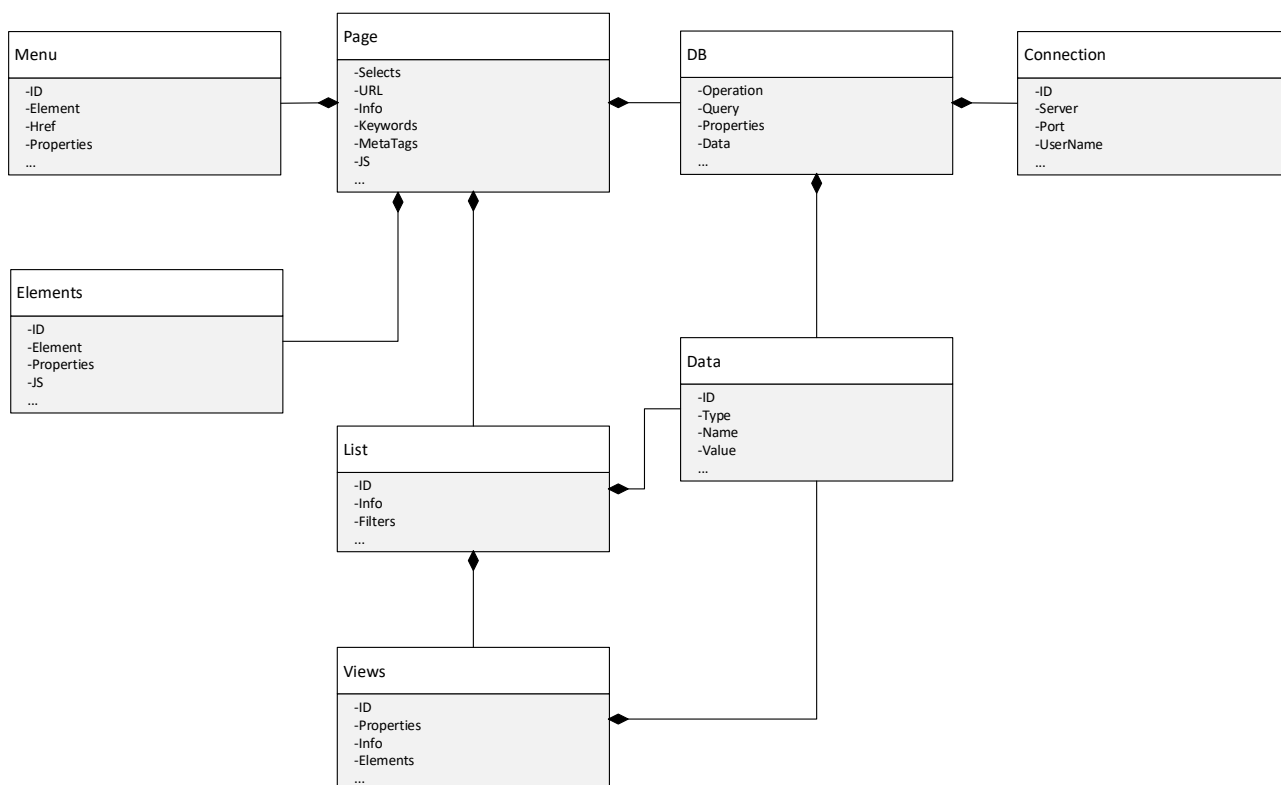 Menu
-ID
-Element
-Href
-Properties
...
Page
-Selects
-URL
-Info
-Keywords
-MetaTags
-JS
...
DB
-Operation
-Query
-Properties
-Data
...
Connection
-ID
-Server
-Port
-UserName
...
Elements
-ID
-Element
-Properties
-JS
...
Data
-ID
-Type
-Name
-Value
...
List
-ID
-Info
-Filters
...
Views
-ID
-Properties
-Info
-Elements
...